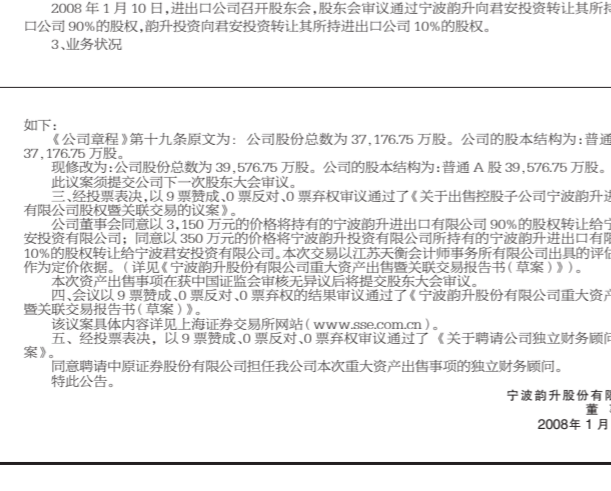 2008 年 1 月 10 日,进出口公司召开股东会,股东会审议通过宁波韵升向君安投资转让其所持
口公司 90%的股权,韵升投资向君安投资转让其所持进出口公司 10%的股权。
3、业务状况
如下:
《公司章程》第十九条原文为: 公司股份总数为 37,176.75 万股。公司的股本结构为:普通
37,176.75 万股。
现修改为:公司股份总数为 39,576.75 万股。公司的股本结构为:普通 A 股 39,576.75 万股。
此议案须提交公司下一次股东大会审议。
三、经投票表决,以 9 票赞成、0 票反对、0 票弃权审议通过了《关于出售控股子公司宁波韵升进
有限公司股权暨关联交易的议案》。
公司董事会同意以 3,150 万元的价格将持有的宁波韵升进出口有限公司 90%的股权转让给宁
安投资有限公司; 同意以 350 万元的价格将宁波韵升投资有限公司所持有的宁波韵升进出口有限
10%的股权转让给宁波君安投资有限公司。本次交易以江苏天衡会计师事务所有限公司出具的评估
作为定价依据。(详见《宁波韵升股份有限公司重大资产出售暨关联交易报告书(草案)》)。
本次资产出售事项在获中国证监会审核无异议后将提交股东大会审议。
四、会议以 9 票赞成、0 票反对、0 票弃权的结果审议通过了《宁波韵升股份有限公司重大资产
暨关联交易报告书(草案)》。
该议案具体内容详见上海证券交易所网站(www.sse.com.cn)。
五、经投票表决, 以 9 票赞成、0 票反对、0 票弃权审议通过了《关于聘请公司独立财务顾问
案》。
同意聘请中原证券股份有限公司担任我公司本次重大资产出售事项的独立财务顾问。
特此公告。
宁波韵升股份有限
董
2008年 1 月